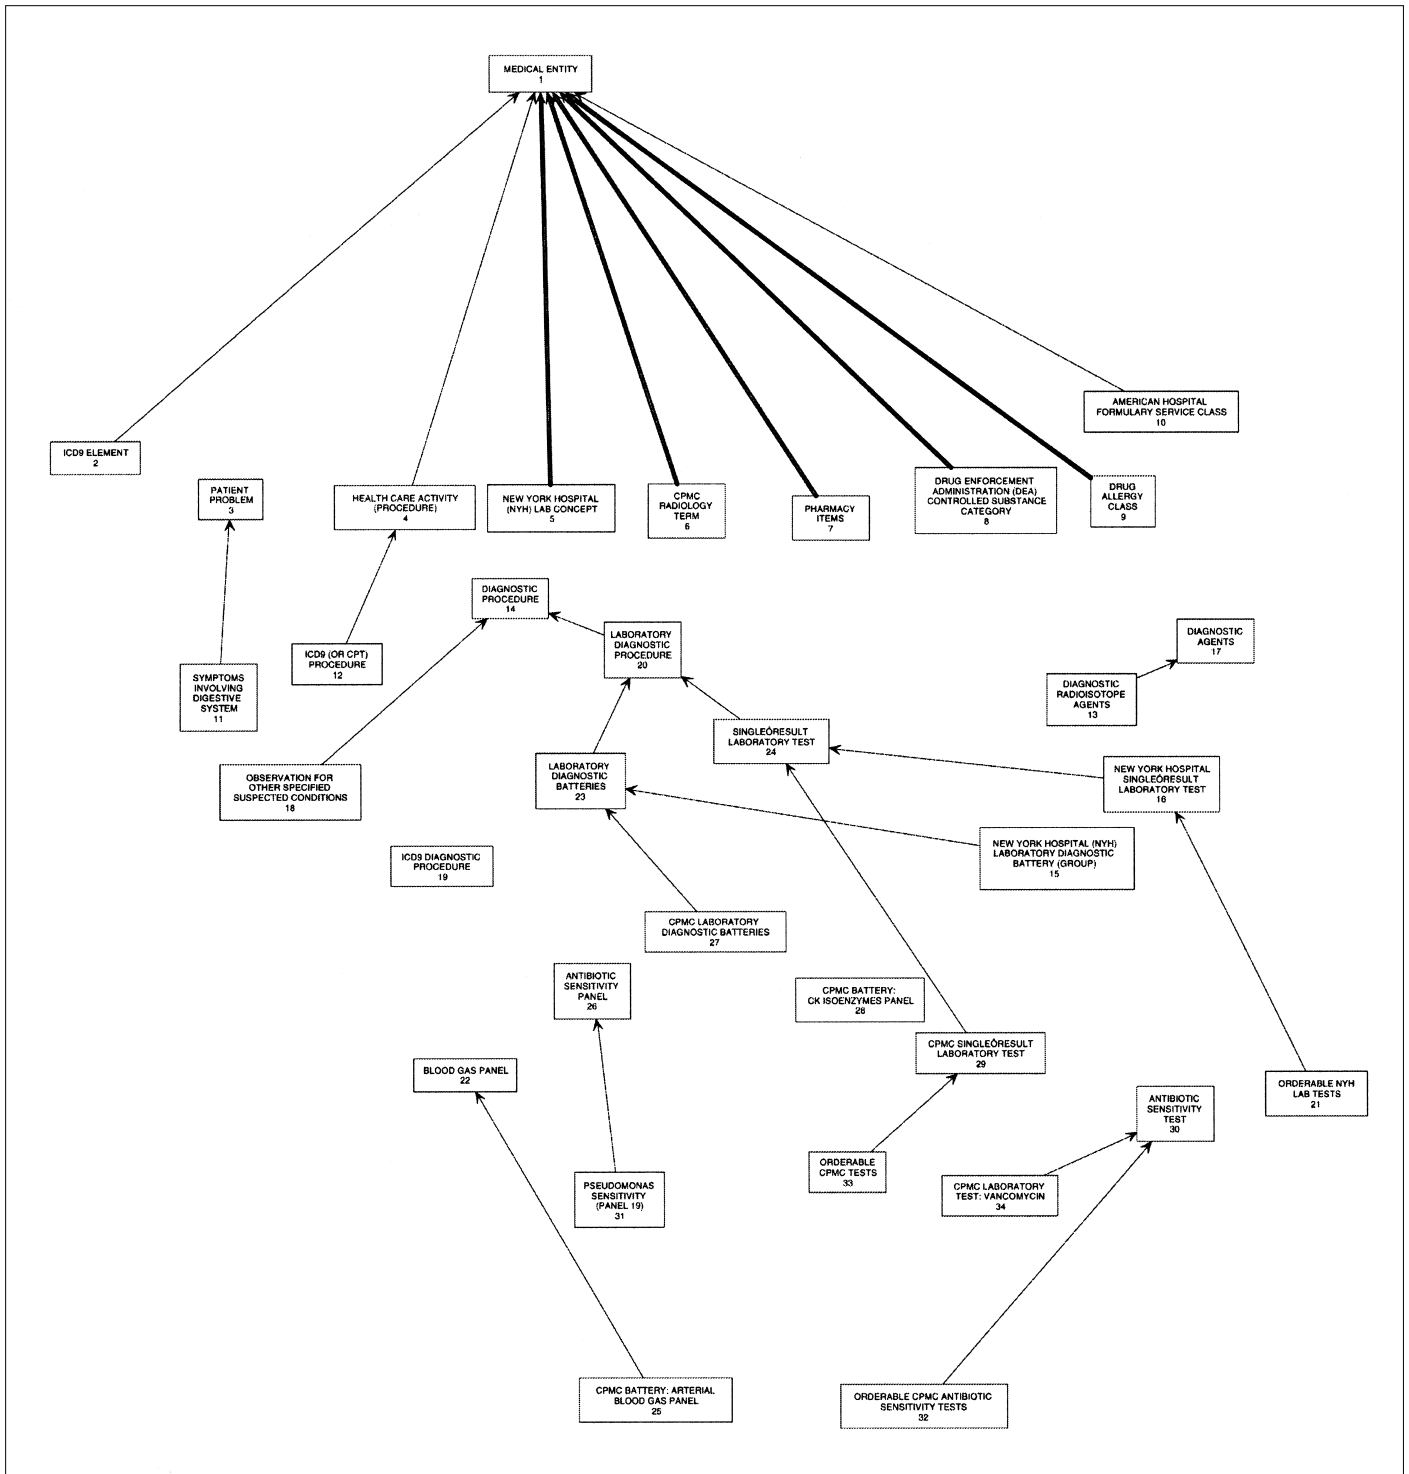 MEDICAL ENTITY
1
AMERICAN HOSPITAL
FORMULARY SERVICE CLASS
10
ICD9 ELEMENT
2
PATIENT
PROBLEM
3
HEALTH CARE ACTIVITY
(PROCEDURE)
4
NEW YORK HOSPITAL
(NYH) LAB CONCEPT
5
CPMC
RADIOLOGY
TERM
6
PHARMACY
ITEMS
7
DRUG ENFORCEMENT
ADMINISTRATION (DEA)
CONTROLLED SUBSTANCE
CATEGORY
8
DRUG
ALLERGY
CLASS
9
DIAGNOSTIC
PROCEDURE
14
LABORATORY
DIAGNOSTIC
PROCEDURE
20
DIAGNOSTIC
AGENTS
17
ICD9 (OR CPT)
PROCEDURE
12
SYMPTOMS
INVOLVING
DIGESTIVE
SYSTEM
11
DIAGNOSTIC
RADIOISOTOPE
AGENTS
13
SINGLEÓRESULT
LABORATORY TEST
24
OBSERVATION FOR
OTHER SPECIFIED
SUSPECTED CONDITIONS
18
LABORATORY
DIAGNOSTIC
BATTERIES
23
NEW YORK HOSPITAL
SINGLEÓRESULT
LABORATORY TEST
16
ICD9 DIAGNOSTIC
PROCEDURE
19
NEW YORK HOSPITAL (NYH)
LABORATORY DIAGNOSTIC
BATTERY (GROUP)
15
CPMC LABORATORY
DIAGNOSTIC BATTERIES
27
ANTIBIOTIC
SENSITIVITY
PANEL
26
CPMC BATTERY:
CK ISOENZYMES PANEL
28
CPMC SINGLEÓRESULT
LABORATORY TEST
29
BLOOD GAS PANEL
22
ORDERABLE NYH
LAB TESTS
21
ANTIBIOTIC
SENSITIVITY
TEST
30
ORDERABLE
CPMC TESTS
33
PSEUDOMONAS
SENSITIVITY
(PANEL 19)
31
CPMC LABORATORY
TEST: VANCOMYCIN
34
CPMC BATTERY: ARTERIAL
BLOOD GAS PANEL
25
ORDERABLE CPMC ANTIBIOTIC
SENSITIVITY TESTS
32